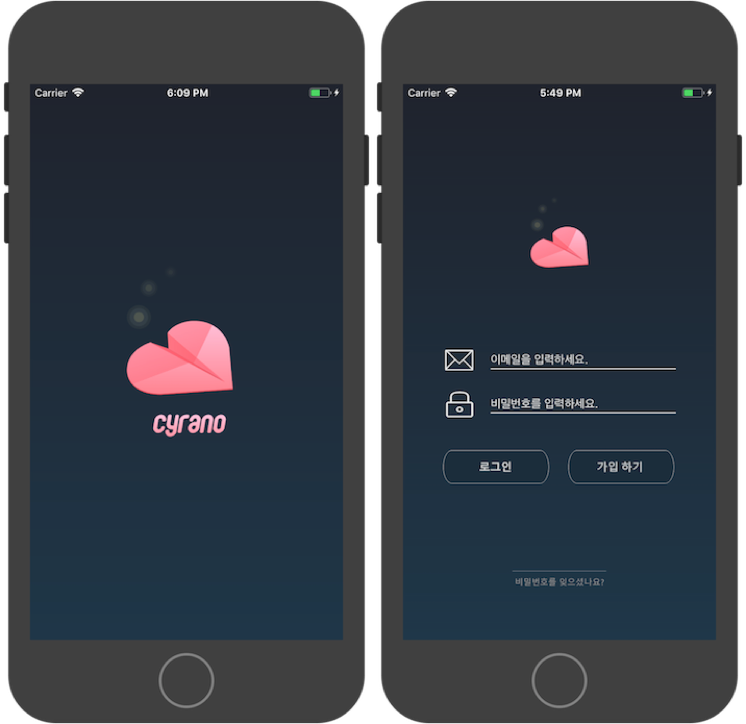 Carrier 6:09 PM
cyrano
Carrier 5:49 PM
이메일을 입력하세요.
비밀번호를 입력하세요.
로그인 가입 하기
비밀번호를 잊으셨나요?